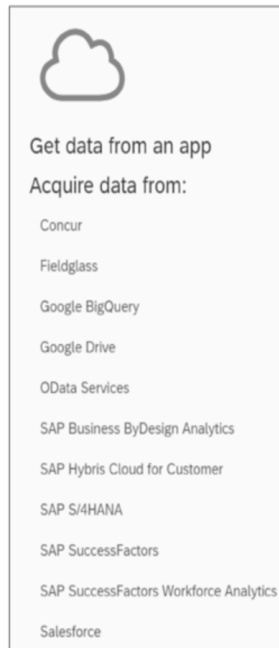 Get data from an app
Acquire data from:
Concur
Fieldglass
Google BigQuery
Google Drive
OData Services
SAP Business ByDesign Analytics
SAP Hybris Cloud for Customer
SAP S/4HANA
SAP SuccessFactors
SAP SuccessFactors Workforce Analytics
Salesforce